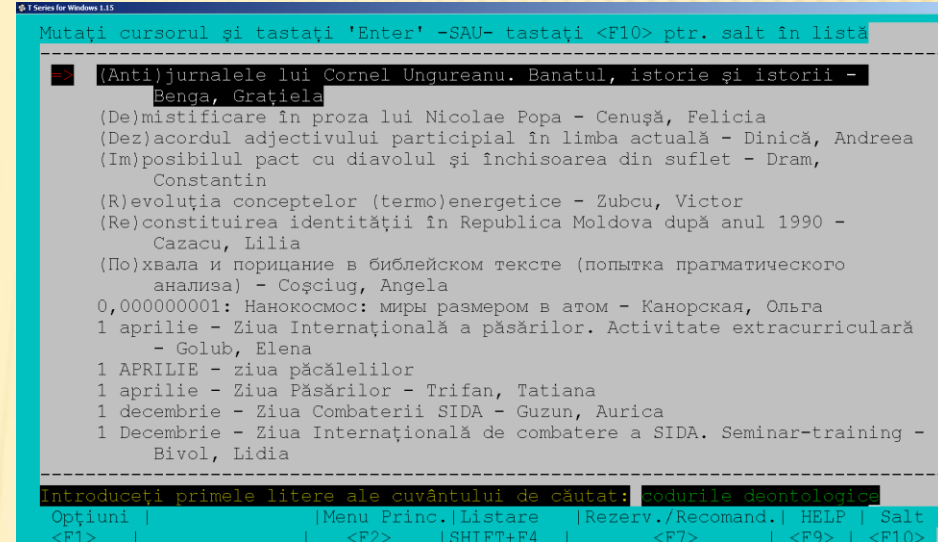 T Series for Windows 1.15
Mutați cursorul și tastați 'Enter' -SAU- tastați <F10> ptr. salt în listă
=> (Anti)jurnalele lui Cornel Ungureanu. Banatul, istorie și istorii -
Benga, Grațiela
(De)mistificare în proza lui Nicolae Popa - Cenușă, Felicia
(Dez)acordul adjectivului participial în limba actuală - Dinică, Andreea
(Im)posibilul pact cu diavolul și închisoarea din suflet - Dram,
Constantin
(R)evoluția conceptelor (termo)energetice - Zubcu, Victor
(Re)constituirea identității în Republica Moldova după anul 1990 -
Cazacu, Lilia
(По)хвала и порицание в библейском тексте (попытка прагматического
анализа) - Coșciug, Angela
0,000000001: Нанокосмос: миры размером в атом - Канорская, Ольга
1 aprilie - Ziua Internațională a păsărilor. Activitate extracurriculară
- Golub, Elena
1 APRILIE - ziua păcălelilor
1 aprilie - Ziua Păsărilor - Trifan, Tatiana
1 decembrie - Ziua Combaterii SIDA - Guzun, Aurica
1 Decembrie - Ziua Internațională de combatere a SIDA. Seminar-training -
Bivol, Lidia
Introduceți primele litere ale cuvântului de căutat: codurile deontologice
Opțiuni | |Menu Princ.|Listare |Rezerv./Recomand.| HELP | Salt
<F1> | | <F2> |SHIFT+F4 | <F7> | <F9> | <F10>